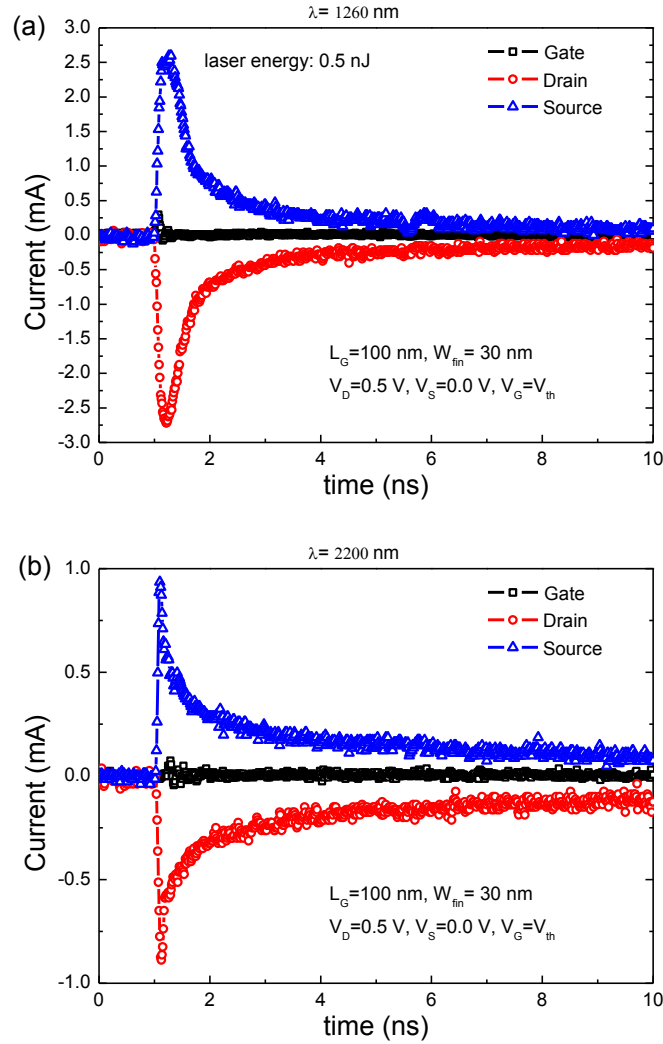 λ= 1260 nm
(a)
3.0
2.5
2.0
1.5
1.0
0.5
0.0
-0.5
-1.0
-1.5
-2.0
-2.5
-3.0
Current (mA)
laser energy: 0.5 nJ
Gate
Drain
Source
L_G=100 nm, W_fin= 30 nm
V_D=0.5 V, V_S=0.0 V, V_G=V_th
0 2 4 6 8 10
time (ns)
λ= 2200 nm
(b)
1.0
0.5
0.0
-0.5
-1.0
Current (mA)
Gate
Drain
Source
L_G=100 nm, W_fin= 30 nm
V_D=0.5 V, V_S=0.0 V, V_G=V_th
0 2 4 6 8 10
time (ns)